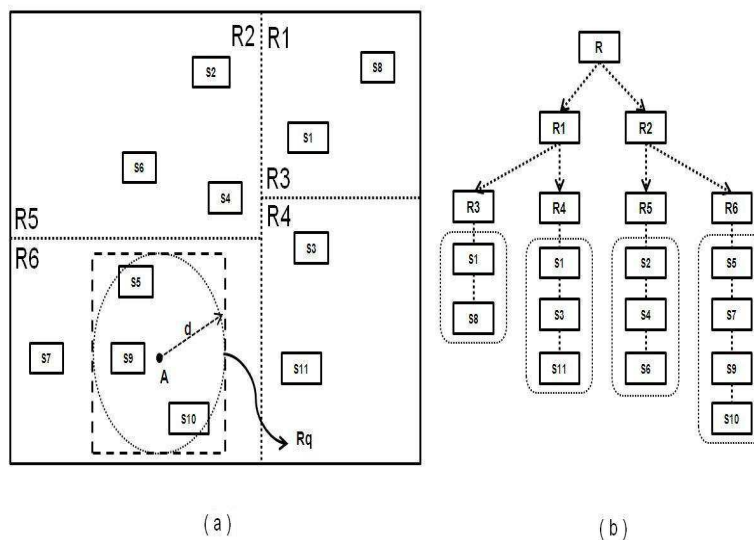 R2 R1
S2
S8
S1
S6
S4
R3
R5
R4
R6
S3
S5
d
S7
S9
A
S11
S10
Rq
( a )
R
R1 R2
R3 R4 R5 R6
S1 S1 S2 S5
S8 S3 S4 S7
S11 S6 S9
S10
( b )